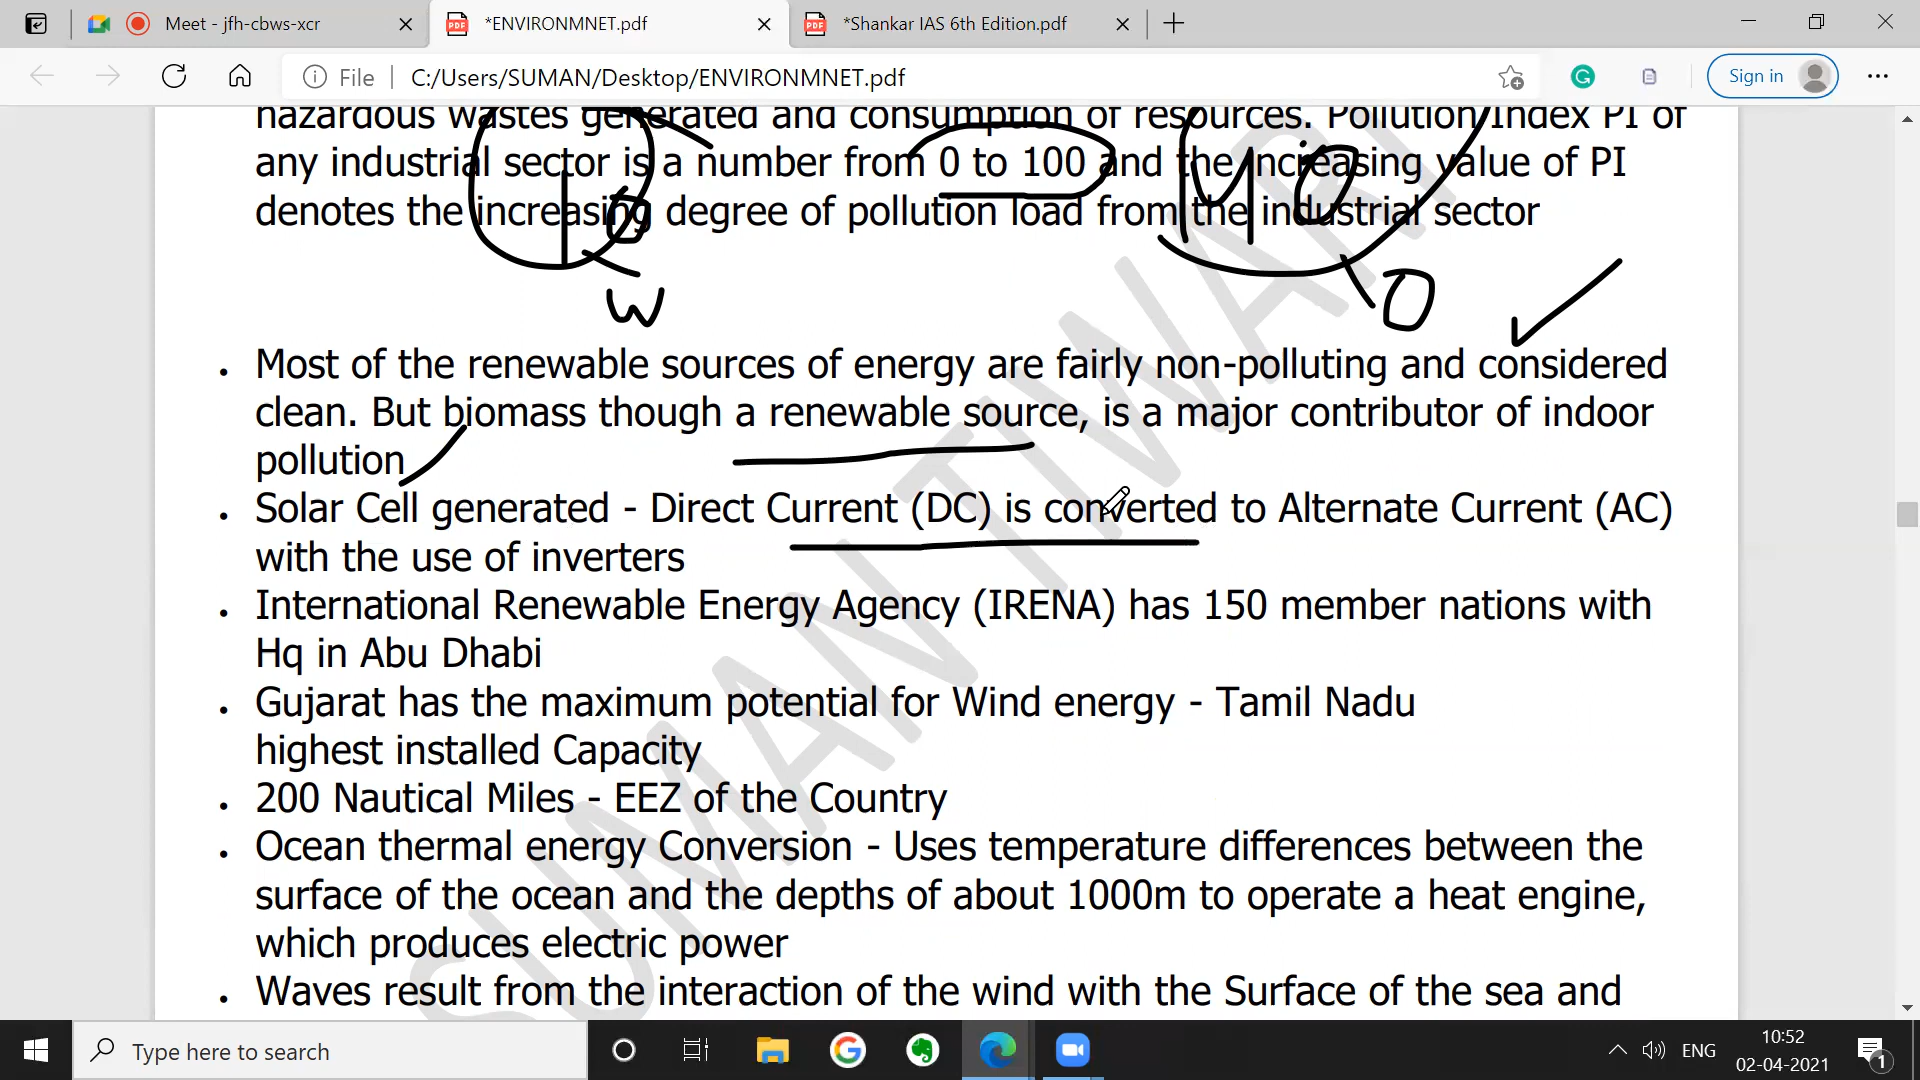 Meet - jfh-cbws-xcr
*ENVIRONMNET.pdf
*Shankar IAS 6th Edition.pdf
File
C:/Users/SUMAN/Desktop/ENVIRONMNET.pdf
Sign in
hazardous wastes generated and consumption of resources. Pollution Index PI of
any industrial sector is a number from 0 to 100 and the increasing value of PI
denotes the increasing degree of pollution load from the industrial sector
W
O
• Most of the renewable sources of energy are fairly non-polluting and considered
clean. But biomass though a renewable source, is a major contributor of indoor
pollution
• Solar Cell generated - Direct Current (DC) is converted to Alternate Current (AC)
with the use of inverters
• International Renewable Energy Agency (IRENA) has 150 member nations with
Hq in Abu Dhabi
• Gujarat has the maximum potential for Wind energy - Tamil Nadu
highest installed Capacity
• 200 Nautical Miles - EEZ of the Country
• Ocean thermal energy Conversion - Uses temperature differences between the
surface of the ocean and the depths of about 1000m to operate a heat engine,
which produces electric power
• Waves result from the interaction of the wind with the Surface of the sea and
SUMAN TIWARI
Type here to search
ENG
10:52
02-04-2021
1